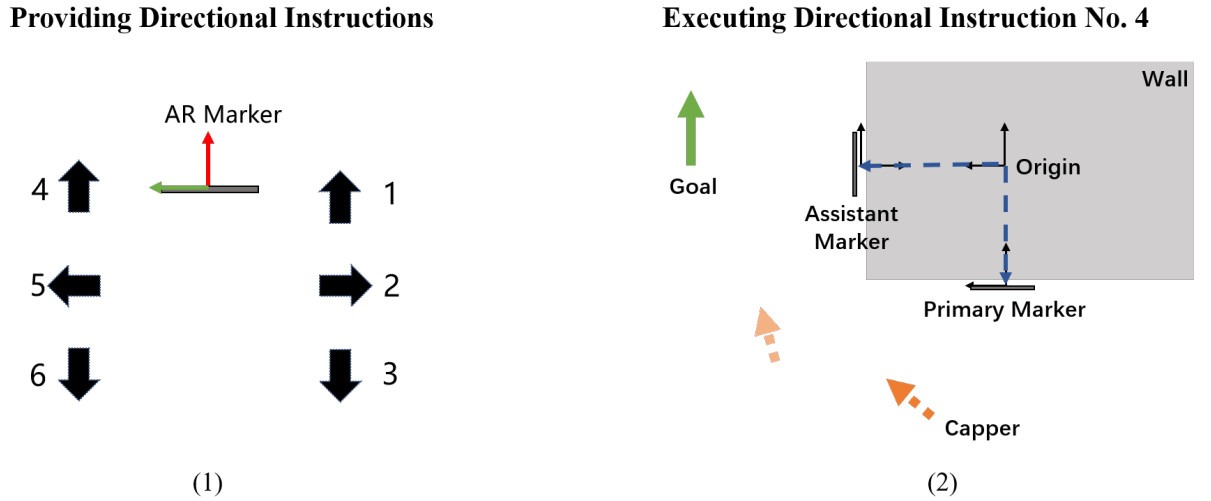 Providing Directional Instructions
AR Marker
4
1
5
2
6
3
(1)
Executing Directional Instruction No. 4
Wall
Goal
Origin
Assistant
Marker
Primary Marker
Capper
(2)